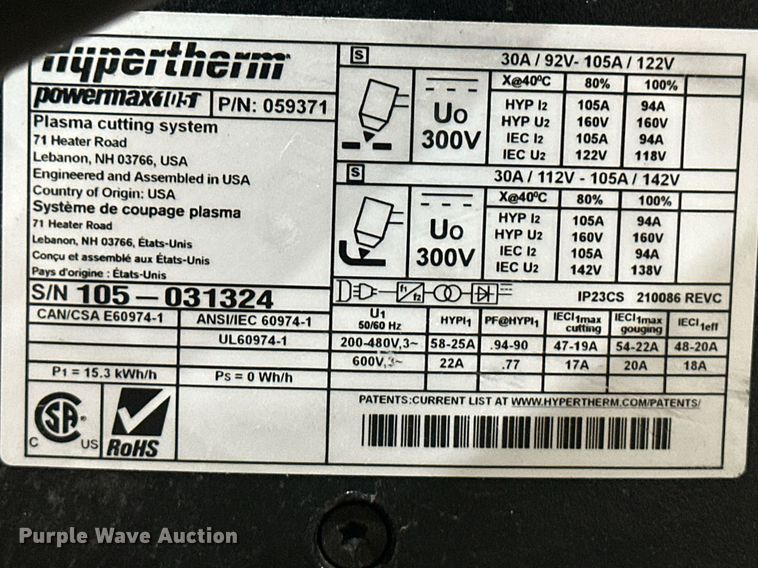 Hypertherm
powermax105 P/N: 059371
Plasma cutting system
71 Heater Road
Lebanon, NH 03766, USA
Engineered and Assembled in USA
Country of Origin: USA
Système de coupage plasma
71 Heater Road
Lebanon, NH 03766, États-Unis
Conçu et assemblé aux États-Unis
Pays d'origine : États-Unis
S/N 105 – 031324
CAN/CSA E60974-1 ANSI/IEC 60974-1
UL60974-1
P1 = 15.3 kWh/h PS = 0 Wh/h
C SA US RoHS
S 30A / 92V- 105A / 122V
U0 300V
X@40ºC 80% 100%
HYP I2 105A 94A
HYP U2 160V 160V
IEC I2 105A 94A
IEC U2 122V 118V
S 30A / 112V - 105A / 142V
U0 300V
X@40ºC 80% 100%
HYP I2 105A 94A
HYP U2 160V 160V
IEC I2 105A 94A
IEC U2 142V 138V
f1 f2 IP23CS 210086 REVC
U1 50/60 Hz HYPI1 PF@HYPI1 IECI1max cutting IECI1max gouging IECI1eff
200-480V,3~ 58-25A .94-90 47-19A 54-22A 48-20A
600V,3~ 22A .77 17A 20A 18A
PATENTS:CURRENT LIST AT WWW.HYPERTHERM.COM/PATENTS/
Purple Wave Auction